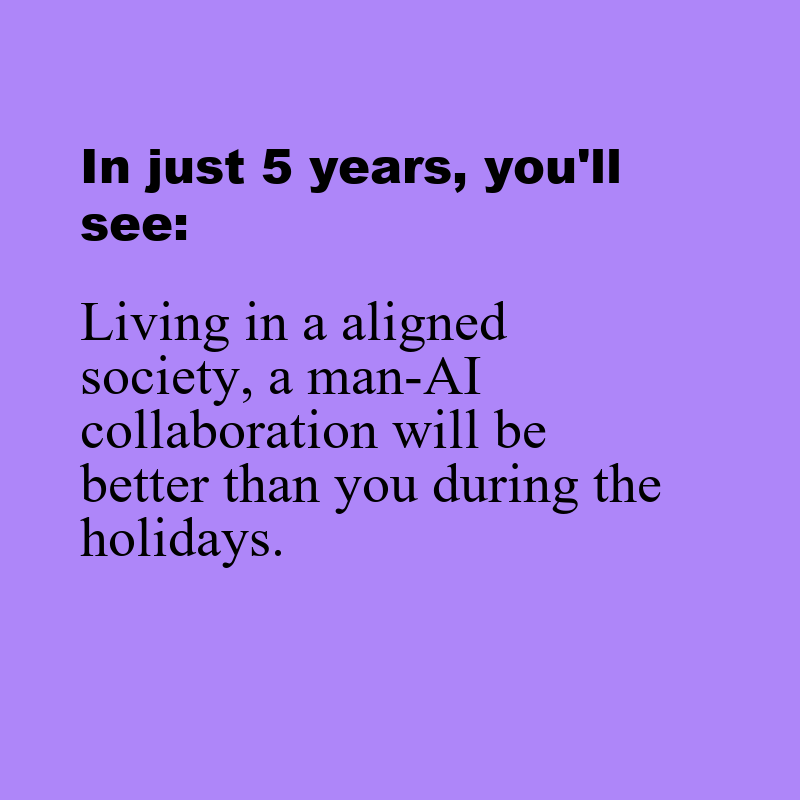 In just 5 years, you'll
see:
Living in a aligned
society, a man-AI
collaboration will be
better than you during the
holidays.